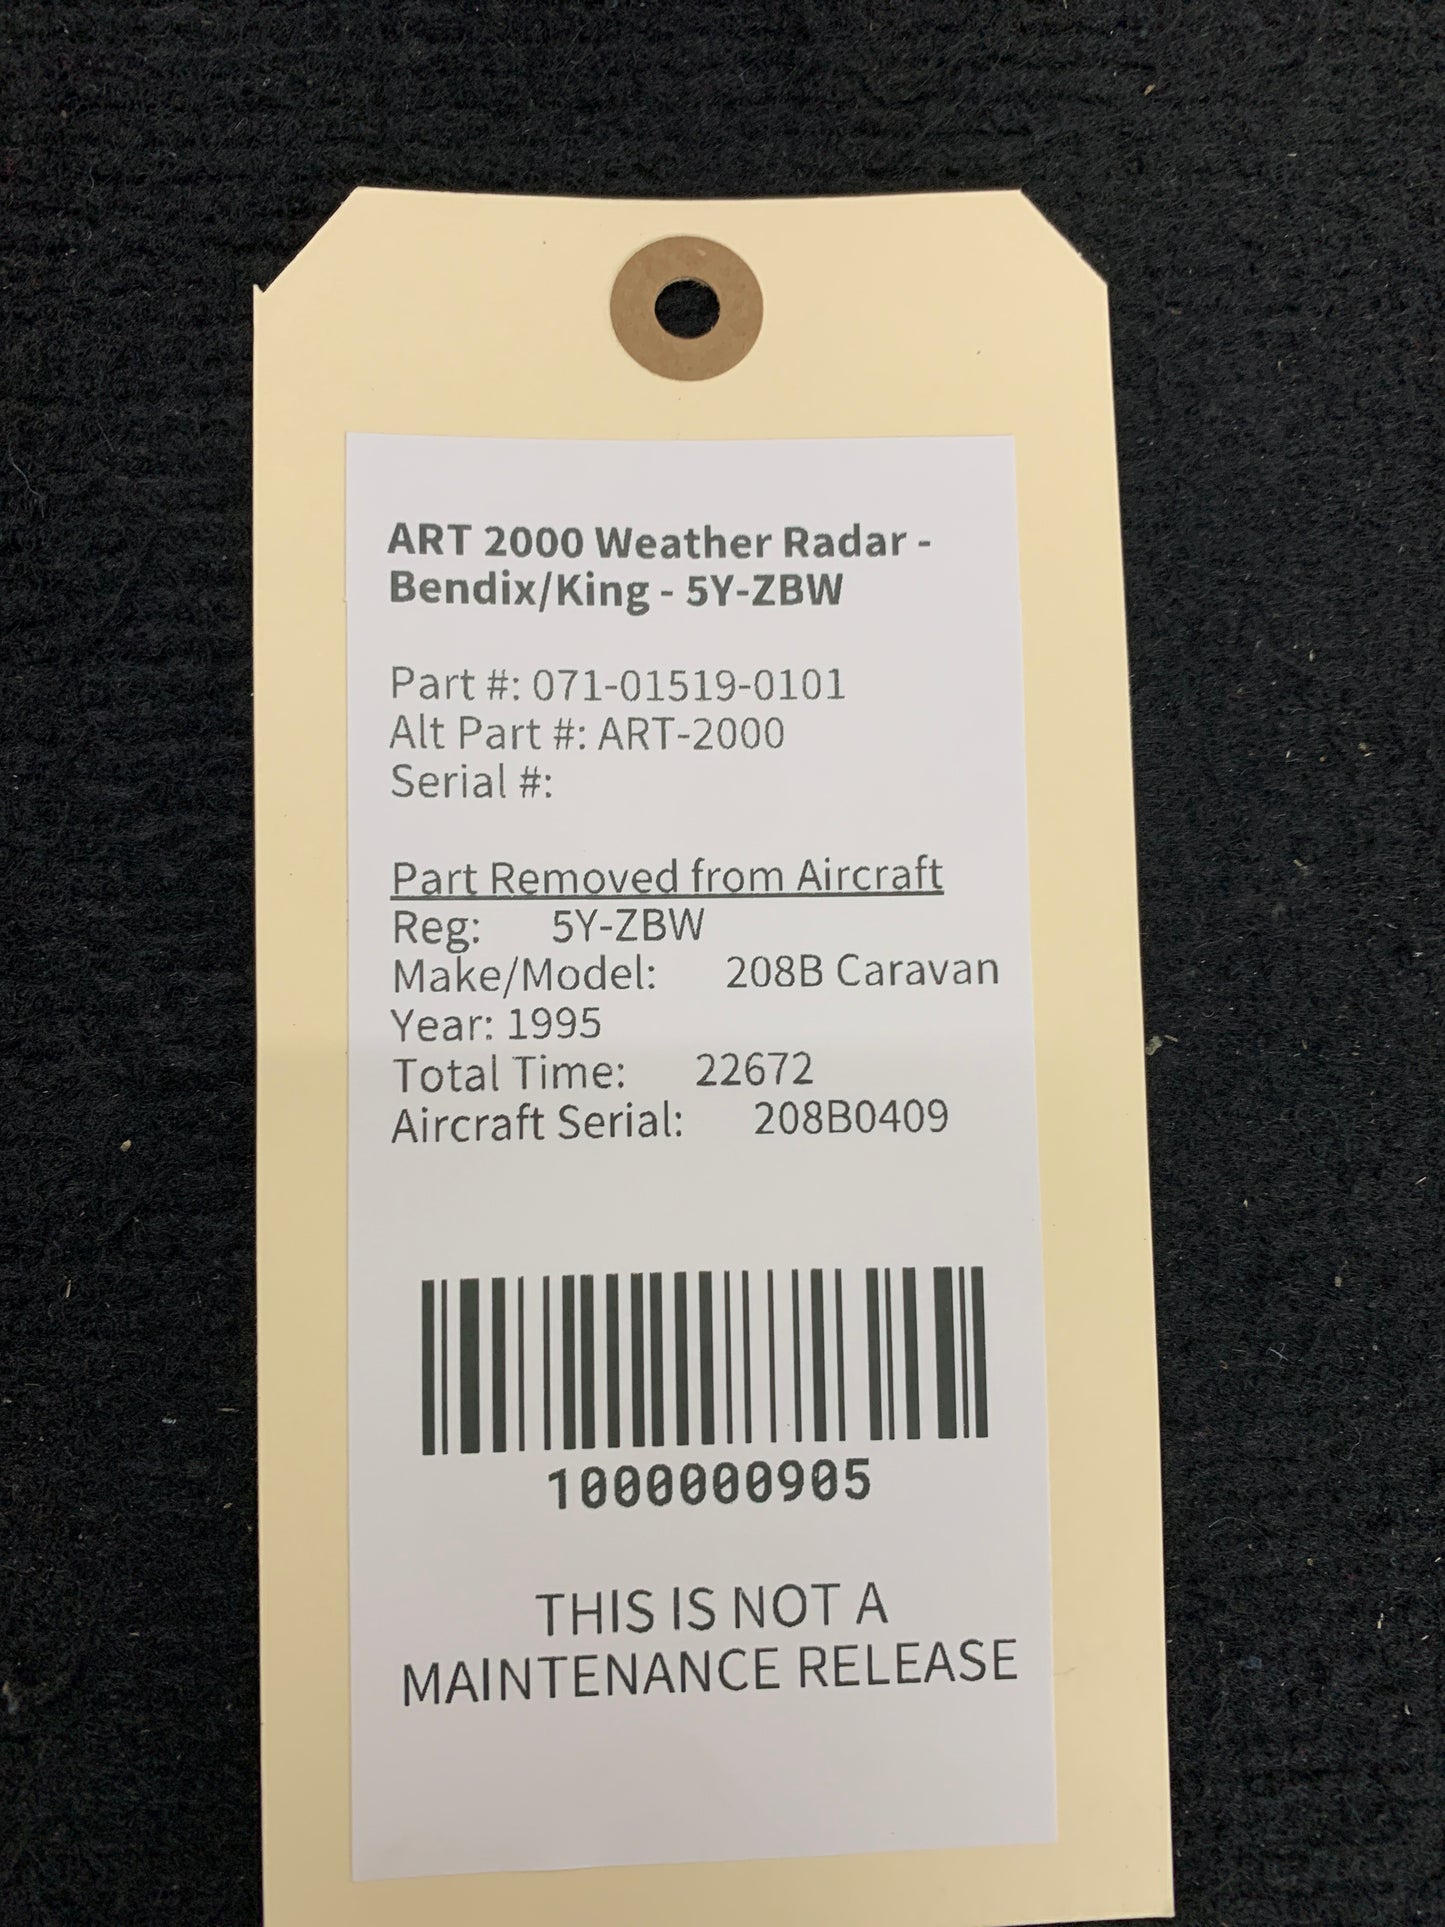 ART 2000 Weather Radar -
Bendix/King - 5Y-ZBW
Part #: 071-01519-0101
Alt Part #: ART-2000
Serial #:
Part Removed from Aircraft
Reg: 5Y-ZBW
Make/Model: 208B Caravan
Year: 1995
Total Time: 22672
Aircraft Serial: 208B0409
1000000905
THIS IS NOT A
MAINTENANCE RELEASE